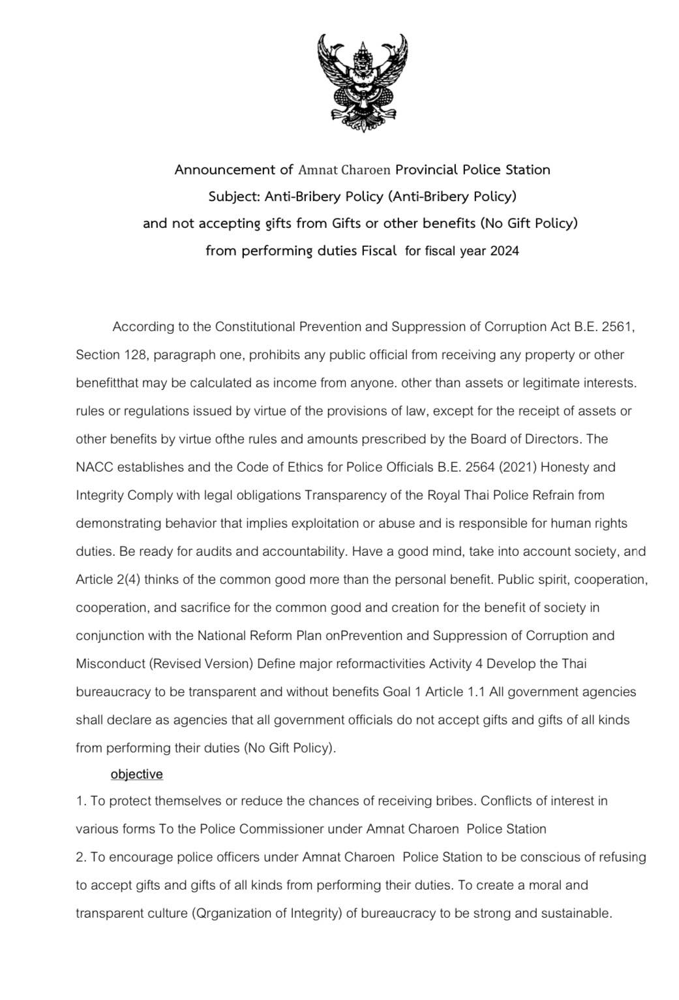 Announcement of Amnat Charoen Provincial Police Station
Subject: Anti-Bribery Policy (Anti-Bribery Policy)
and not accepting gifts from Gifts or other benefits (No Gift Policy)
from performing duties Fiscal for fiscal year 2024
According to the Constitutional Prevention and Suppression of Corruption Act B.E. 2561,
Section 128, paragraph one, prohibits any public official from receiving any property or other
benefitthat may be calculated as income from anyone. other than assets or legitimate interests.
rules or regulations issued by virtue of the provisions of law, except for the receipt of assets or
other benefits by virtue ofthe rules and amounts prescribed by the Board of Directors. The
NACC establishes and the Code of Ethics for Police Officials B.E. 2564 (2021) Honesty and
Integrity Comply with legal obligations Transparency of the Royal Thai Police Refrain from
demonstrating behavior that implies exploitation or abuse and is responsible for human rights
duties. Be ready for audits and accountability. Have a good mind, take into account society, and
Article 2(4) thinks of the common good more than the personal benefit. Public spirit, cooperation,
cooperation, and sacrifice for the common good and creation for the benefit of society in
conjunction with the National Reform Plan onPrevention and Suppression of Corruption and
Misconduct (Revised Version) Define major reformactivities Activity 4 Develop the Thai
bureaucracy to be transparent and without benefits Goal 1 Article 1.1 All government agencies
shall declare as agencies that all government officials do not accept gifts and gifts of all kinds
from performing their duties (No Gift Policy).
objective
1. To protect themselves or reduce the chances of receiving bribes. Conflicts of interest in
various forms To the Police Commissioner under Amnat Charoen Police Station
2. To encourage police officers under Amnat Charoen Police Station to be conscious of refusing
to accept gifts and gifts of all kinds from performing their duties. To create a moral and
transparent culture (Qrganization of Integrity) of bureaucracy to be strong and sustainable.